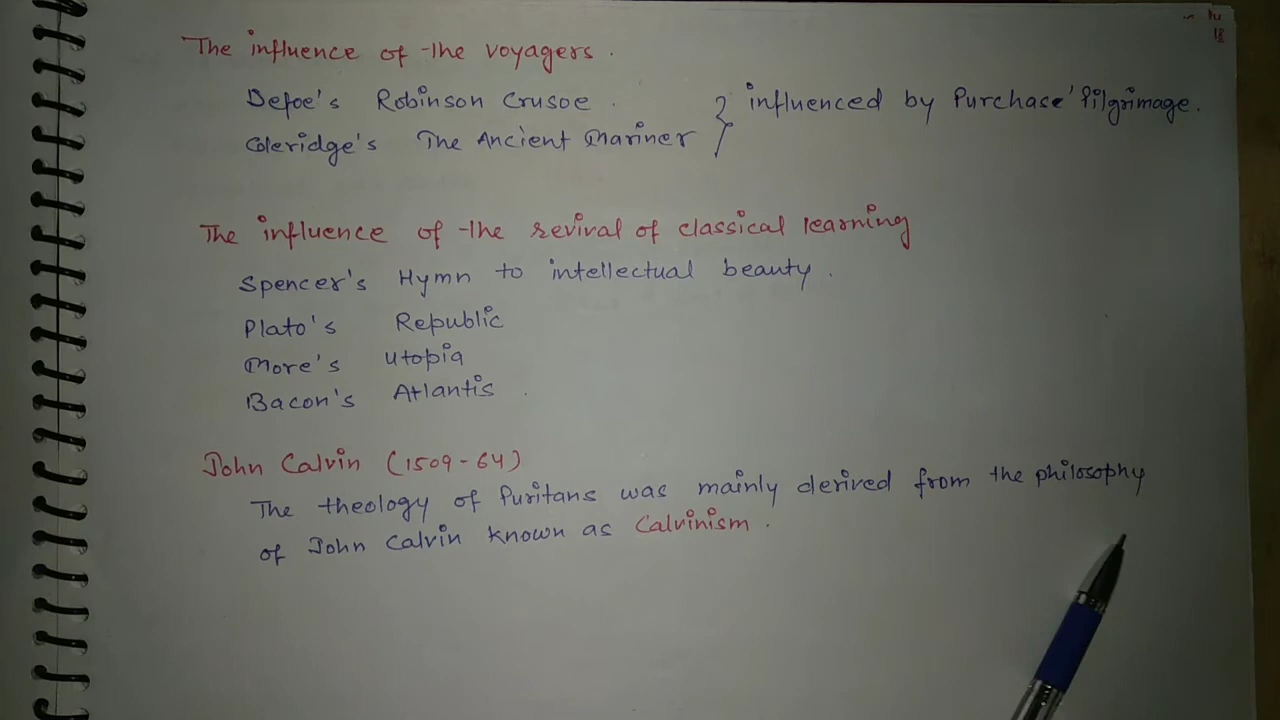 The influence of the voyagers.
Defoe's Robinson Crusoe.
Coleridge's The Ancient Mariner } influenced by Purchase' Pilgrimage.
The influence of the revival of classical learning
Spencer's Hymn to intellectual beauty.
Plato's Republic
More's Utopia
Bacon's Atlantis.
John Calvin (1509-64)
The theology of Puritans was mainly derived from the philosophy
of John Calvin known as Calvinism.